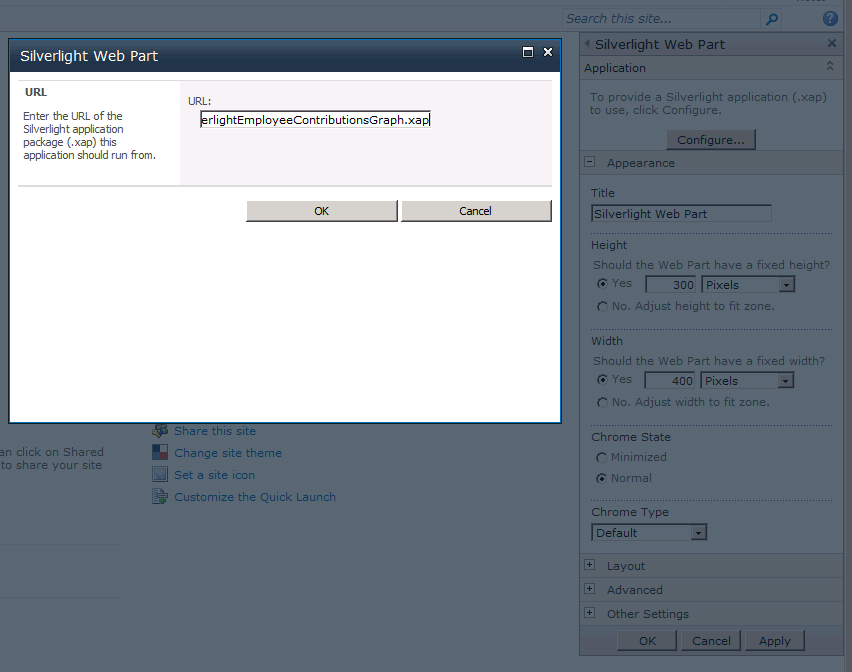 Search this site...
Silverlight Web Part
URL
Enter the URL of the
Silverlight application
package (.xap) this
application should run from.
URL:
erlightEmployeeContributionsGraph.xap
OK
Cancel
Share this site
Change site theme
Set a site icon
Customize the Quick Launch
an click on Shared
to share your site
Silverlight Web Part
Application
To provide a Silverlight application (.xap)
to use, click Configure.
Configure...
Appearance
Title
Silverlight Web Part
Height
Should the Web Part have a fixed height?
Yes 300 Pixels
No. Adjust height to fit zone.
Width
Should the Web Part have a fixed width?
Yes 400 Pixels
No. Adjust width to fit zone.
Chrome State
Minimized
Normal
Chrome Type
Default
Layout
Advanced
Other Settings
OK Cancel Apply